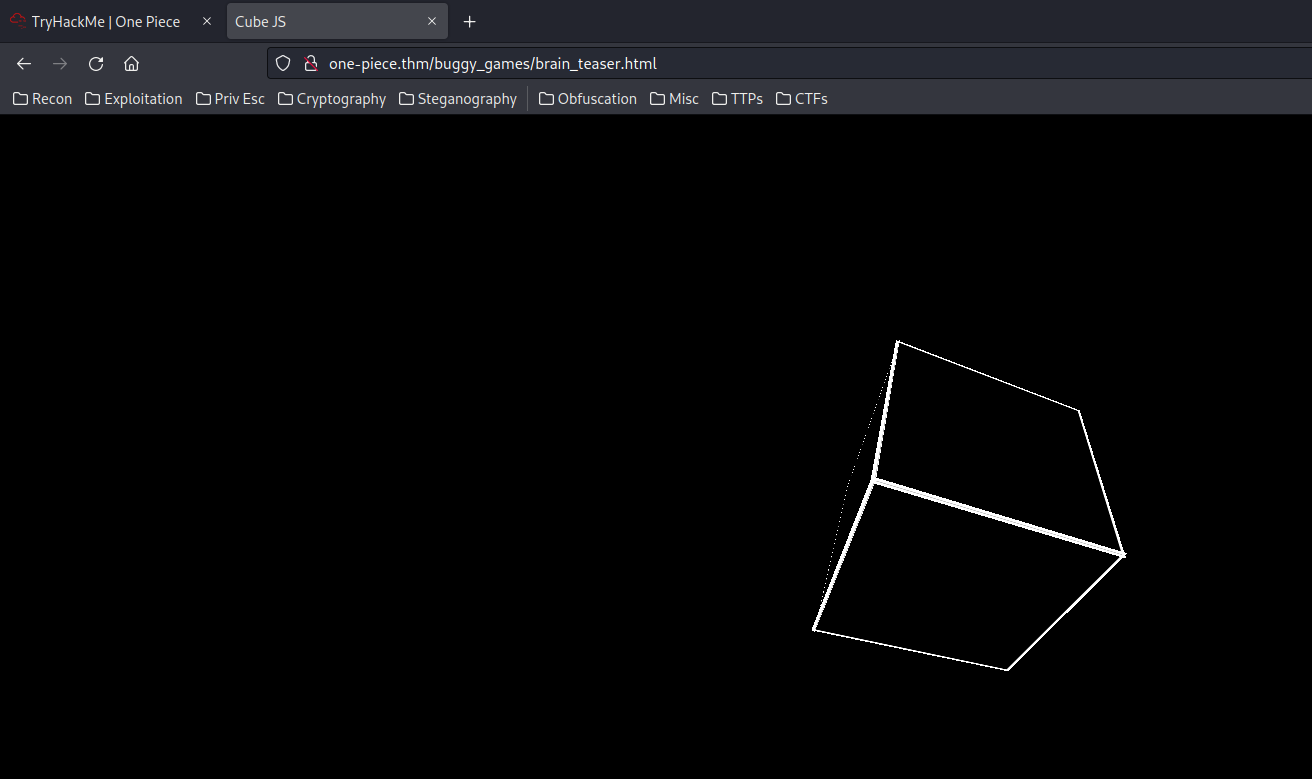 TryHackMe | One Piece Cube JS
one-piece.thm/buggy_games/brain_teaser.html
Recon Exploitation Priv Esc Cryptography Steganography Obfuscation Misc TTPs CTFs